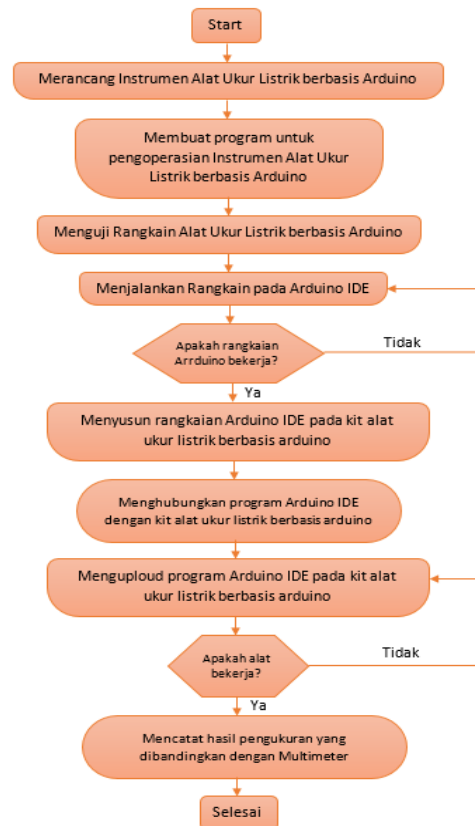 Start
Merancang Instrumen Alat Ukur Listrik berbasis Arduino
Membuat program untuk
pengoperasian Instrumen Alat Ukur
Listrik berbasis Arduino
Menguji Rangkain Alat Ukur Listrik berbasis Arduino
Menjalankan Rangkain pada Arduino IDE
Apakah rangkaian
Arrduino bekerja?
Tidak
Ya
Menyusun rangkaian Arduino IDE pada kit alat
ukur listrik berbasis arduino
Menghubungkan program Arduino IDE
dengan kit alat ukur listrik berbasis arduino
Menguploud program Arduino IDE pada kit alat
ukur listrik berbasis arduino
Apakah alat
bekerja?
Tidak
Ya
Mencatat hasil pengukuran yang
dibandingkan dengan Multimeter
Selesai